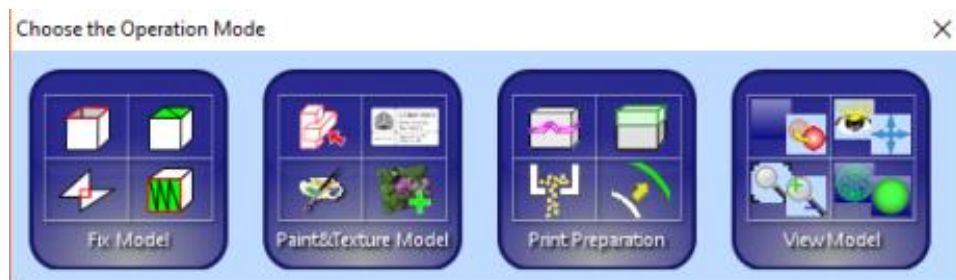 Choose the Operation Mode
Fix Model
Paint&Texture Model
Print Preparation
View Model